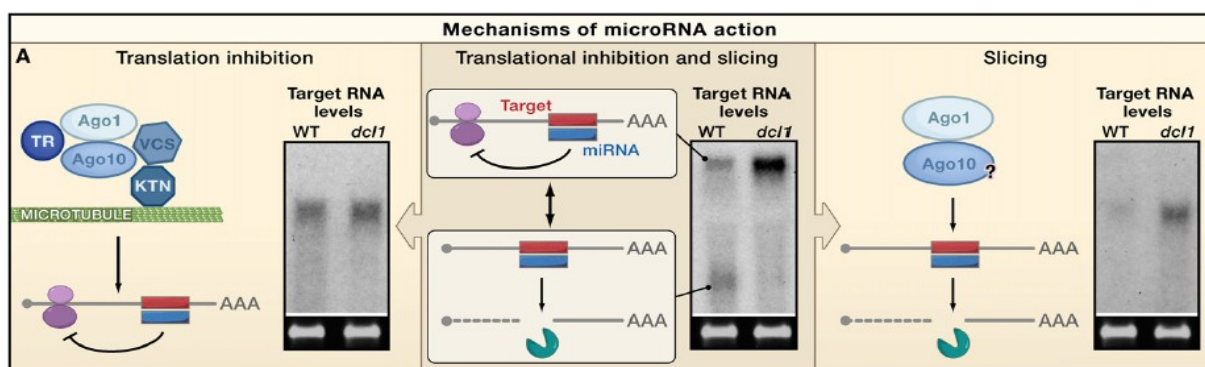 Mechanisms of microRNA action
A
Translation inhibition
TR
Ago1
Ago10
VCS
KTN
MICROTUBULE
AAA
Target RNA
levels
WT dcl1
Translational inhibition and slicing
Target
AAA
miRNA
AAA
AAA
Target RNA
levels
WT dcl1
Slicing
Ago1
Ago10
?
AAA
AAA
Target RNA
levels
WT dcl1